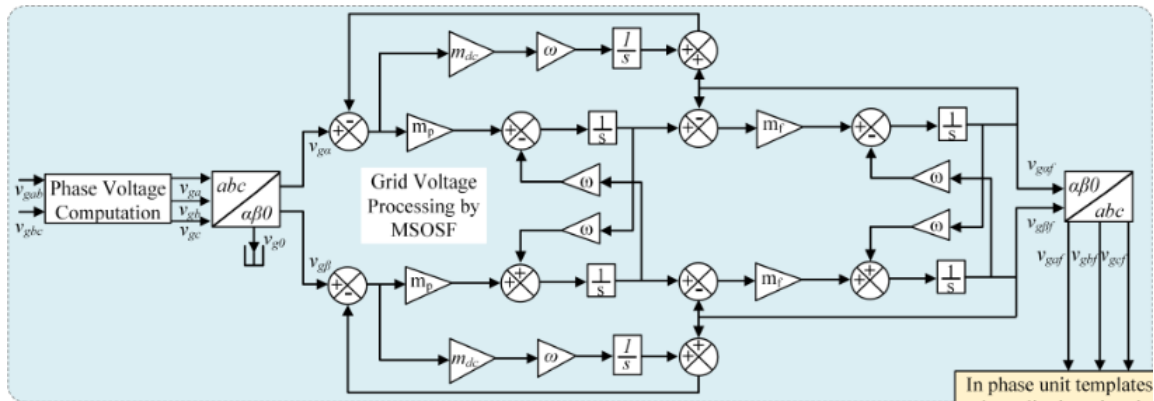 m_dc
ω
1/s
+
+
+
-
m_p
+
-
1/s
-
-
m_f
+
-
1/s
v_gα
v_gab
v_gbc
Phase Voltage
Computation
v_ga
v_gb
v_gc
abc
αβ0
v_g0
Grid Voltage
Processing by
MSOSF
ω
ω
ω
ω
v_gαf
v_gβf
αβ0
abc
v_gaf
v_gbf
v_gcf
v_gβ
+
-
m_p
+
+
1/s
-
-
m_f
+
+
1/s
m_dc
ω
1/s
+
+
In phase unit templates